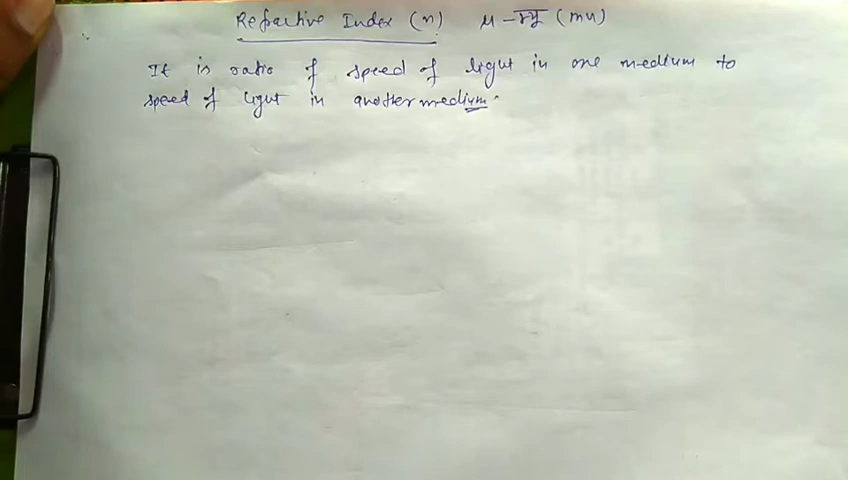 Refractive Index (n) μ - म्यू (mu)
It is ratio of speed of light in one medium to
speed of light in another medium.